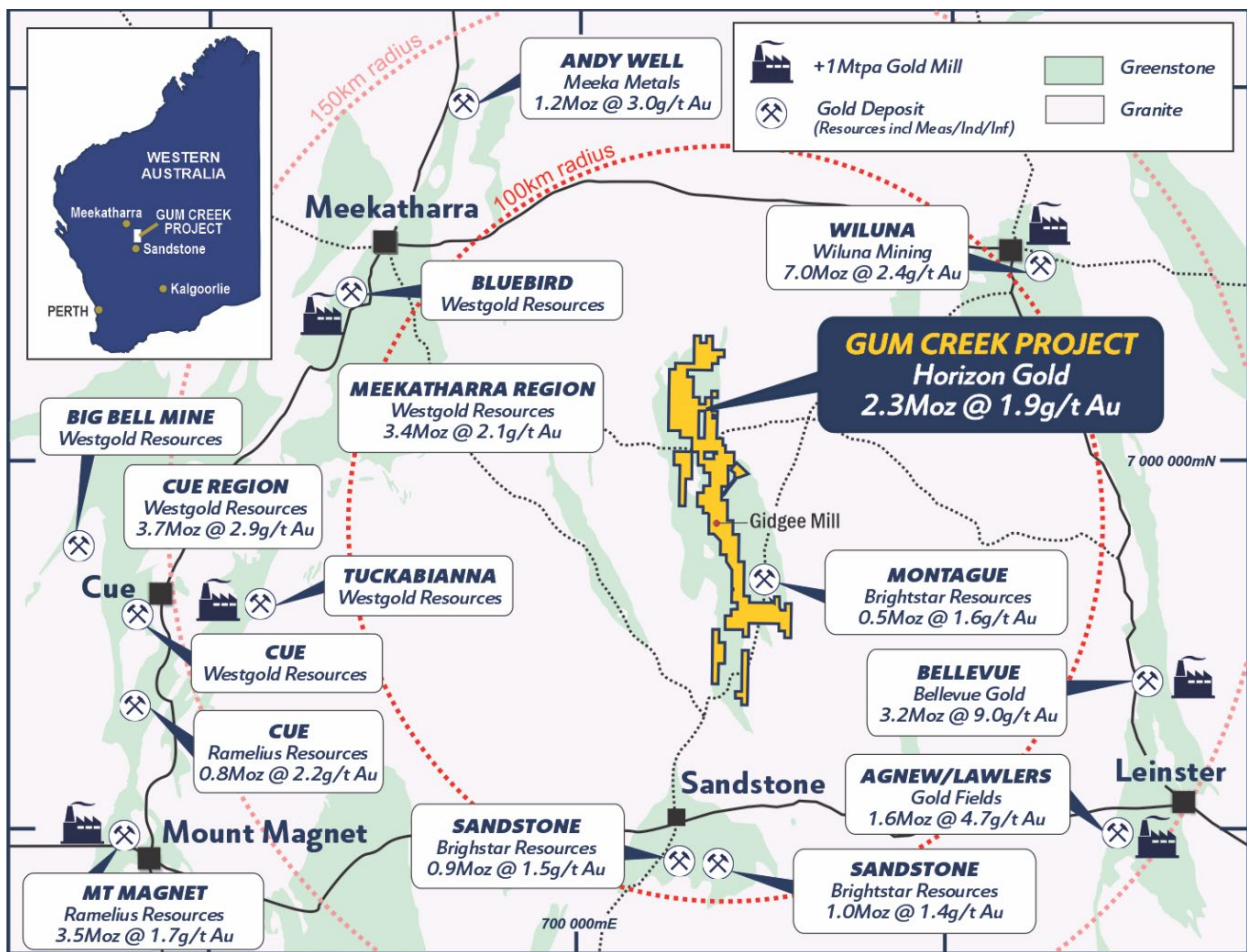 150km radius
ANDY WELL
Meeka Metals
1.2Moz @ 3.0g/t Au
+1Mtpa Gold Mill
Gold Deposit
(Resources incl Meas/Ind/Inf)
Greenstone
Granite
WESTERN
AUSTRALIA
Meekatharra
GUM CREEK
PROJECT
Sandstone
Kalgoorlie
PERTH
100km radius
Meekatharra
WILUNA
Wiluna Mining
7.0Moz @ 2.4g/t Au
BLUEBIRD
Westgold Resources
GUM CREEK PROJECT
Horizon Gold
2.3Moz @ 1.9g/t Au
MEEKATHARRA REGION
Westgold Resources
3.4Moz @ 2.1g/t Au
BIG BELL MINE
Westgold Resources
7 000 000mN
CUE REGION
Westgold Resources
3.7Moz @ 2.9g/t Au
Gidgee Mill
Cue
TUCKABIANNA
Westgold Resources
MONTAGUE
Brightstar Resources
0.5Moz @ 1.6g/t Au
CUE
Westgold Resources
BELLEVUE
Bellevue Gold
3.2Moz @ 9.0g/t Au
CUE
Ramelius Resources
0.8Moz @ 2.2g/t Au
Sandstone
AGNEW/LAWLERS
Gold Fields
1.6Moz @ 4.7g/t Au
Leinster
Mount Magnet
SANDSTONE
Brighstar Resources
0.9Moz @ 1.5g/t Au
SANDSTONE
Brightstar Resources
1.0Moz @ 1.4g/t Au
MT MAGNET
Ramelius Resources
3.5Moz @ 1.7g/t Au
700 000mE